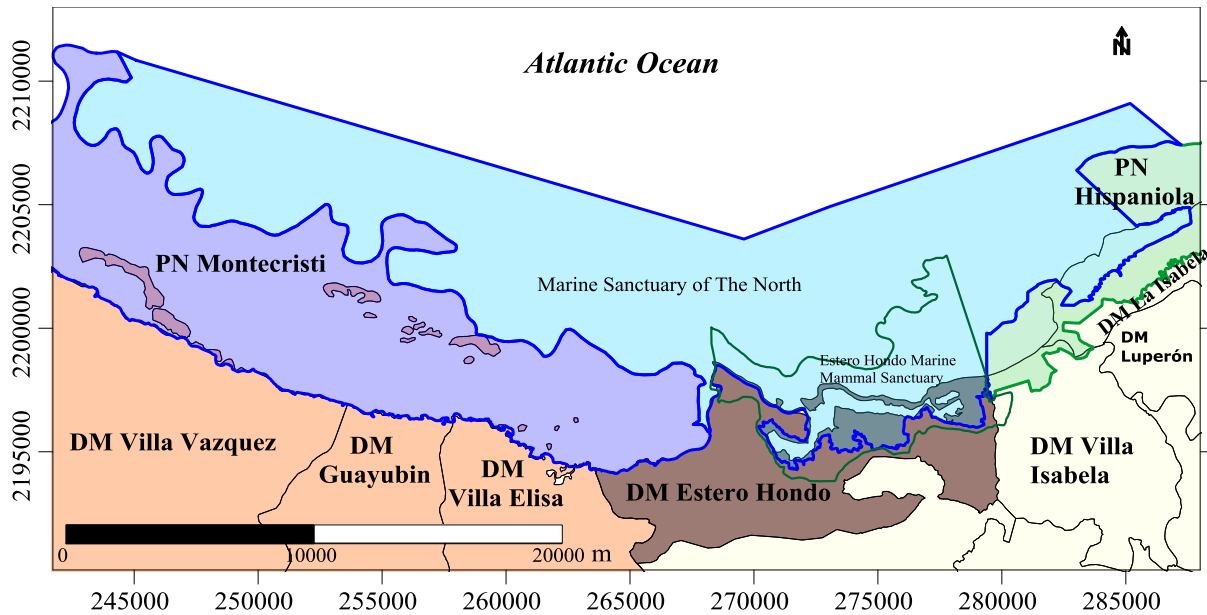 Atlantic Ocean
N
2210000
2205000
2200000
2195000
PN
Hispaniola
PN Montecristi
Marine Sanctuary of The North
DM La Isabela
DM
Luperón
Estero Hondo Marine
Mammal Sanctuary
DM Villa Vazquez
DM
Guayubin
DM
Villa Elisa
DM Estero Hondo
DM Villa
Isabela
0
10000
20000 m
245000
250000
255000
260000
265000
270000
275000
280000
285000